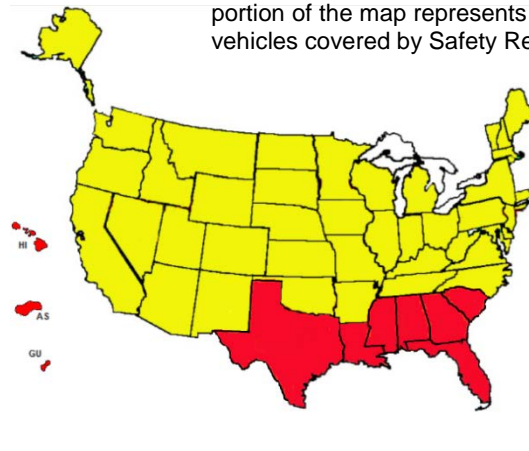 portion of the map represents
vehicles covered by Safety Re
HI
AS
GU